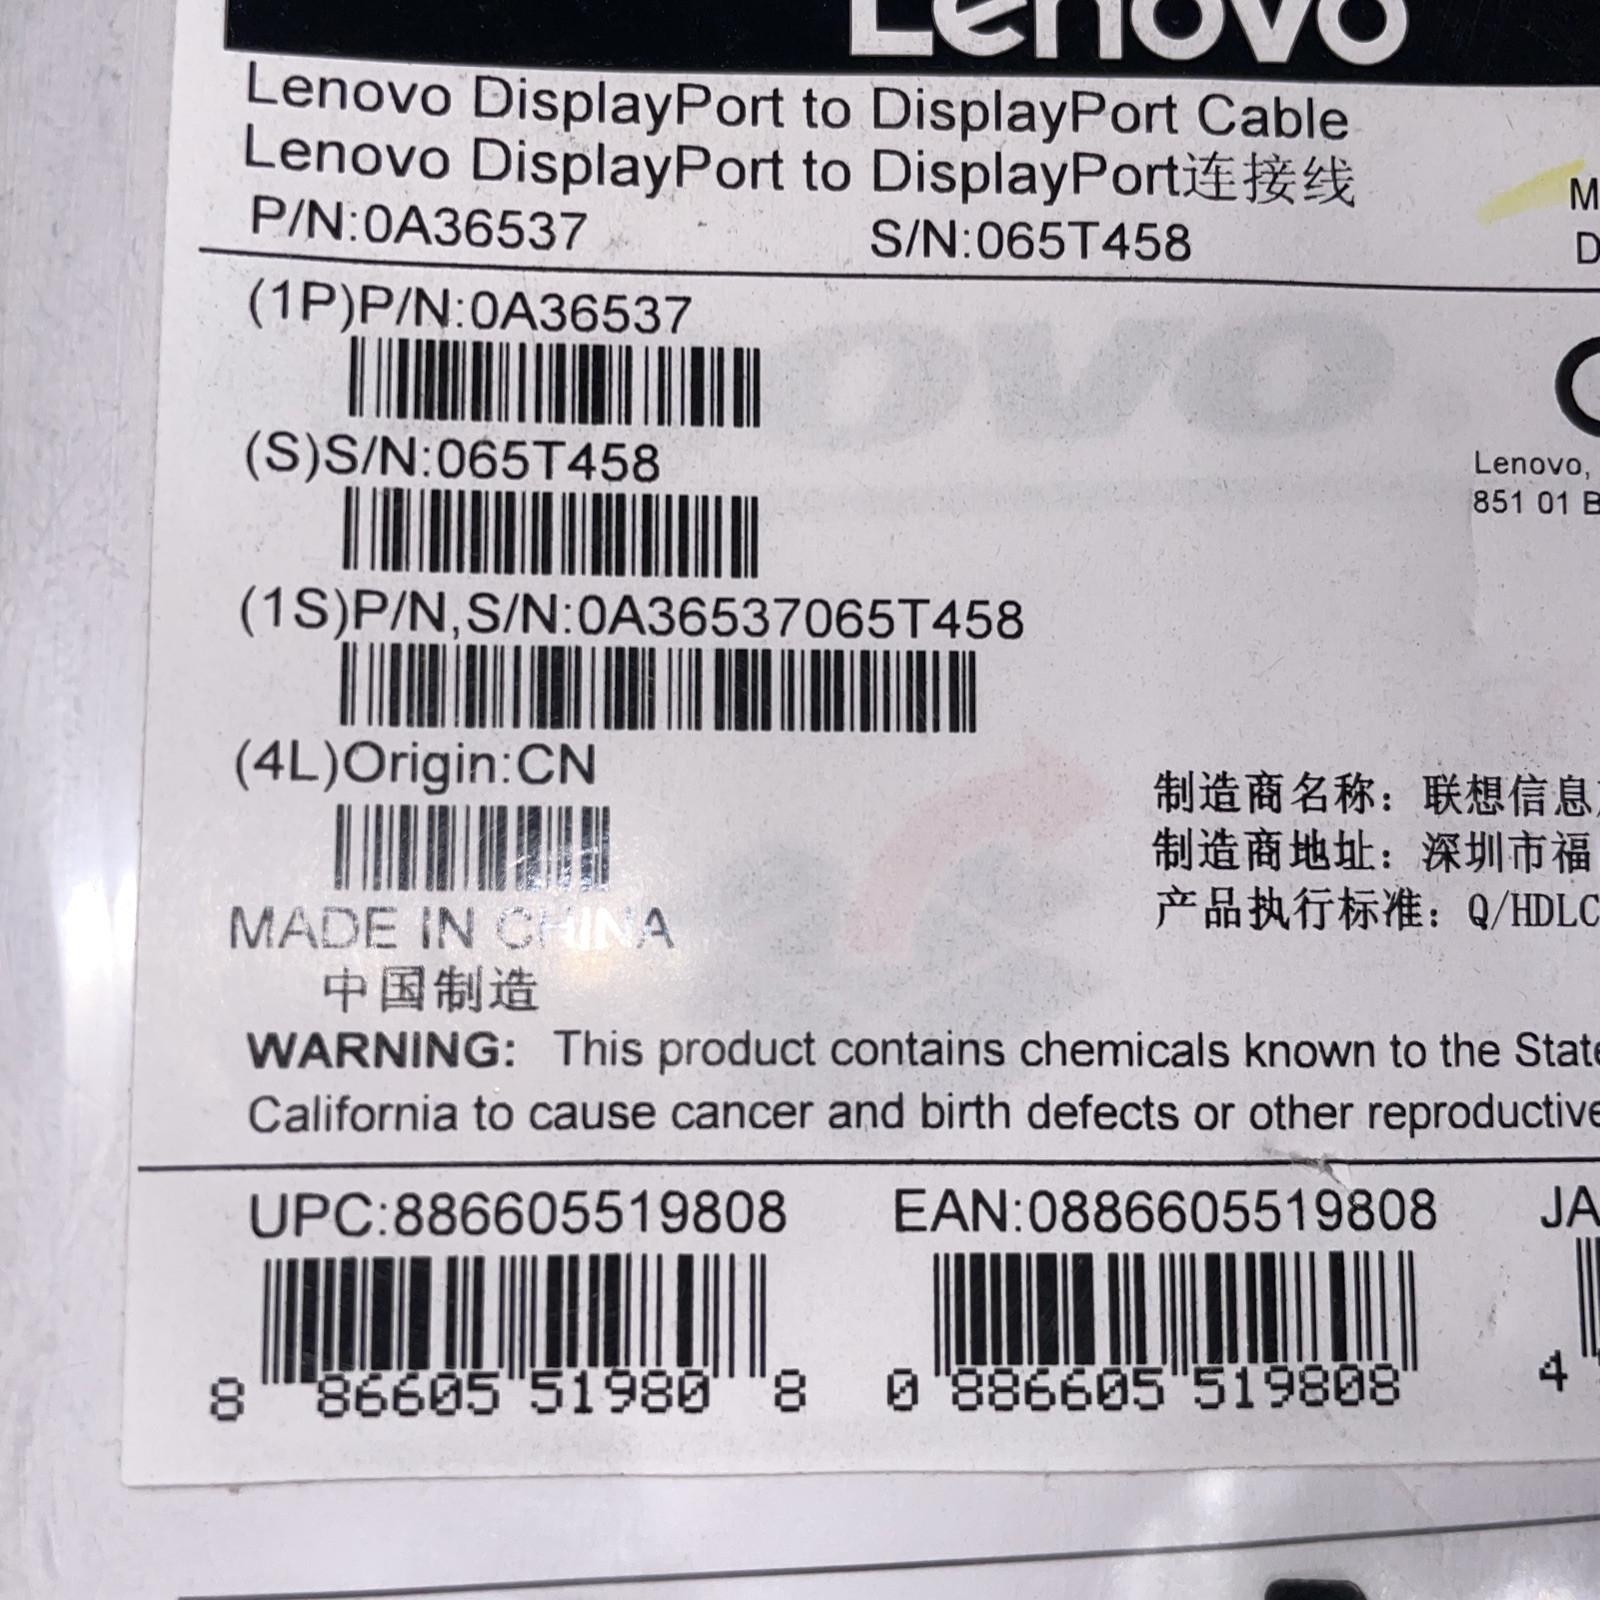 Lenovo
Lenovo DisplayPort to DisplayPort Cable
Lenovo DisplayPort to DisplayPort连接线
P/N:0A36537 S/N:065T458
(1P)P/N:0A36537
(S)S/N:065T458
Lenovo,
851 01 B
(1S)P/N,S/N:0A36537065T458
(4L)Origin:CN
制造商名称：联想信息
制造商地址：深圳市福
产品执行标准：Q/HDLC
MADE IN CHINA
中国制造
WARNING: This product contains chemicals known to the State
California to cause cancer and birth defects or other reproductive
UPC:886605519808 EAN:0886605519808 JA
8 86605 51980 8 0 886605 519808 4